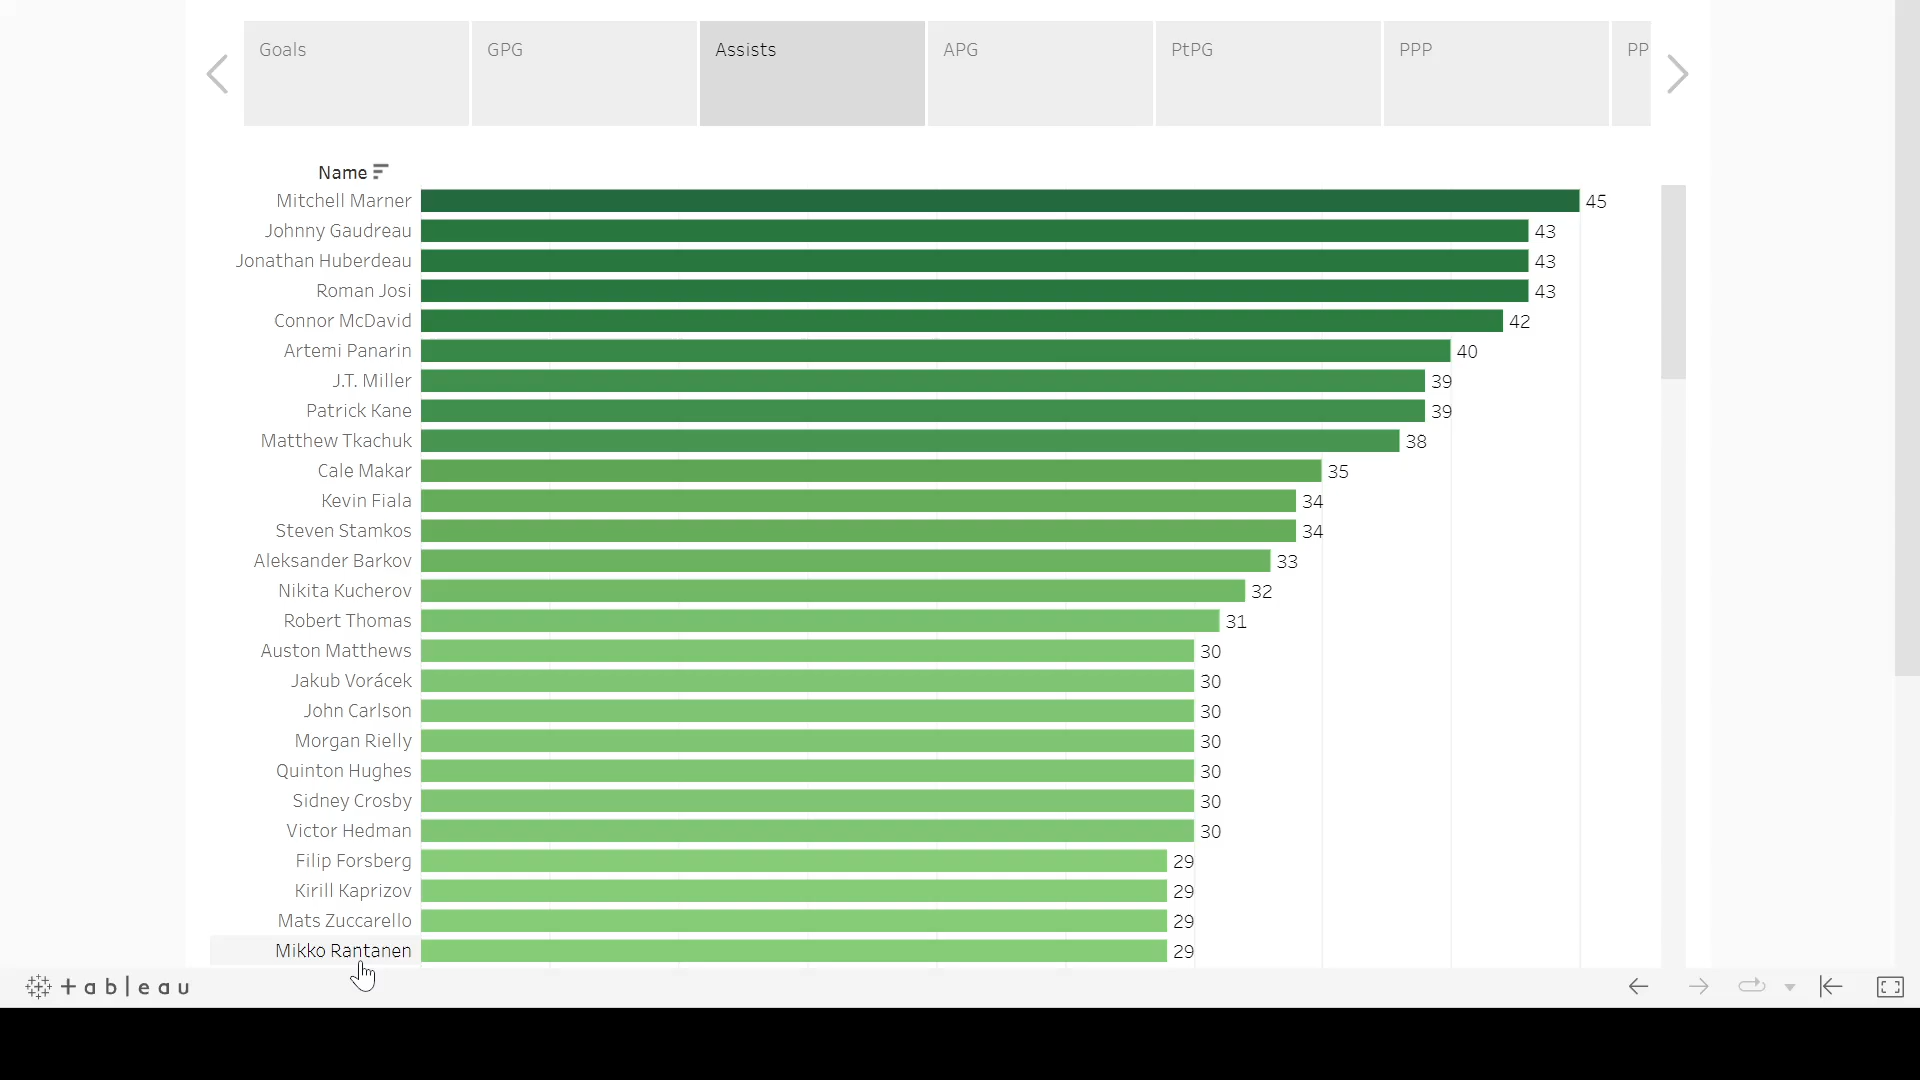 Goals GPG Assists APG PtPG PPP PP
Name
Mitchell Marner 45
Johnny Gaudreau 43
Jonathan Huberdeau 43
Roman Josi 43
Connor McDavid 42
Artemi Panarin 40
J.T. Miller 39
Patrick Kane 39
Matthew Tkachuk 38
Cale Makar 35
Kevin Fiala 34
Steven Stamkos 34
Aleksander Barkov 33
Nikita Kucherov 32
Robert Thomas 31
Auston Matthews 30
Jakub Vorácek 30
John Carlson 30
Morgan Rielly 30
Quinton Hughes 30
Sidney Crosby 30
Victor Hedman 30
Filip Forsberg 29
Kirill Kaprizov 29
Mats Zuccarello 29
Mikko Rantanen 29
+ a b l e a u